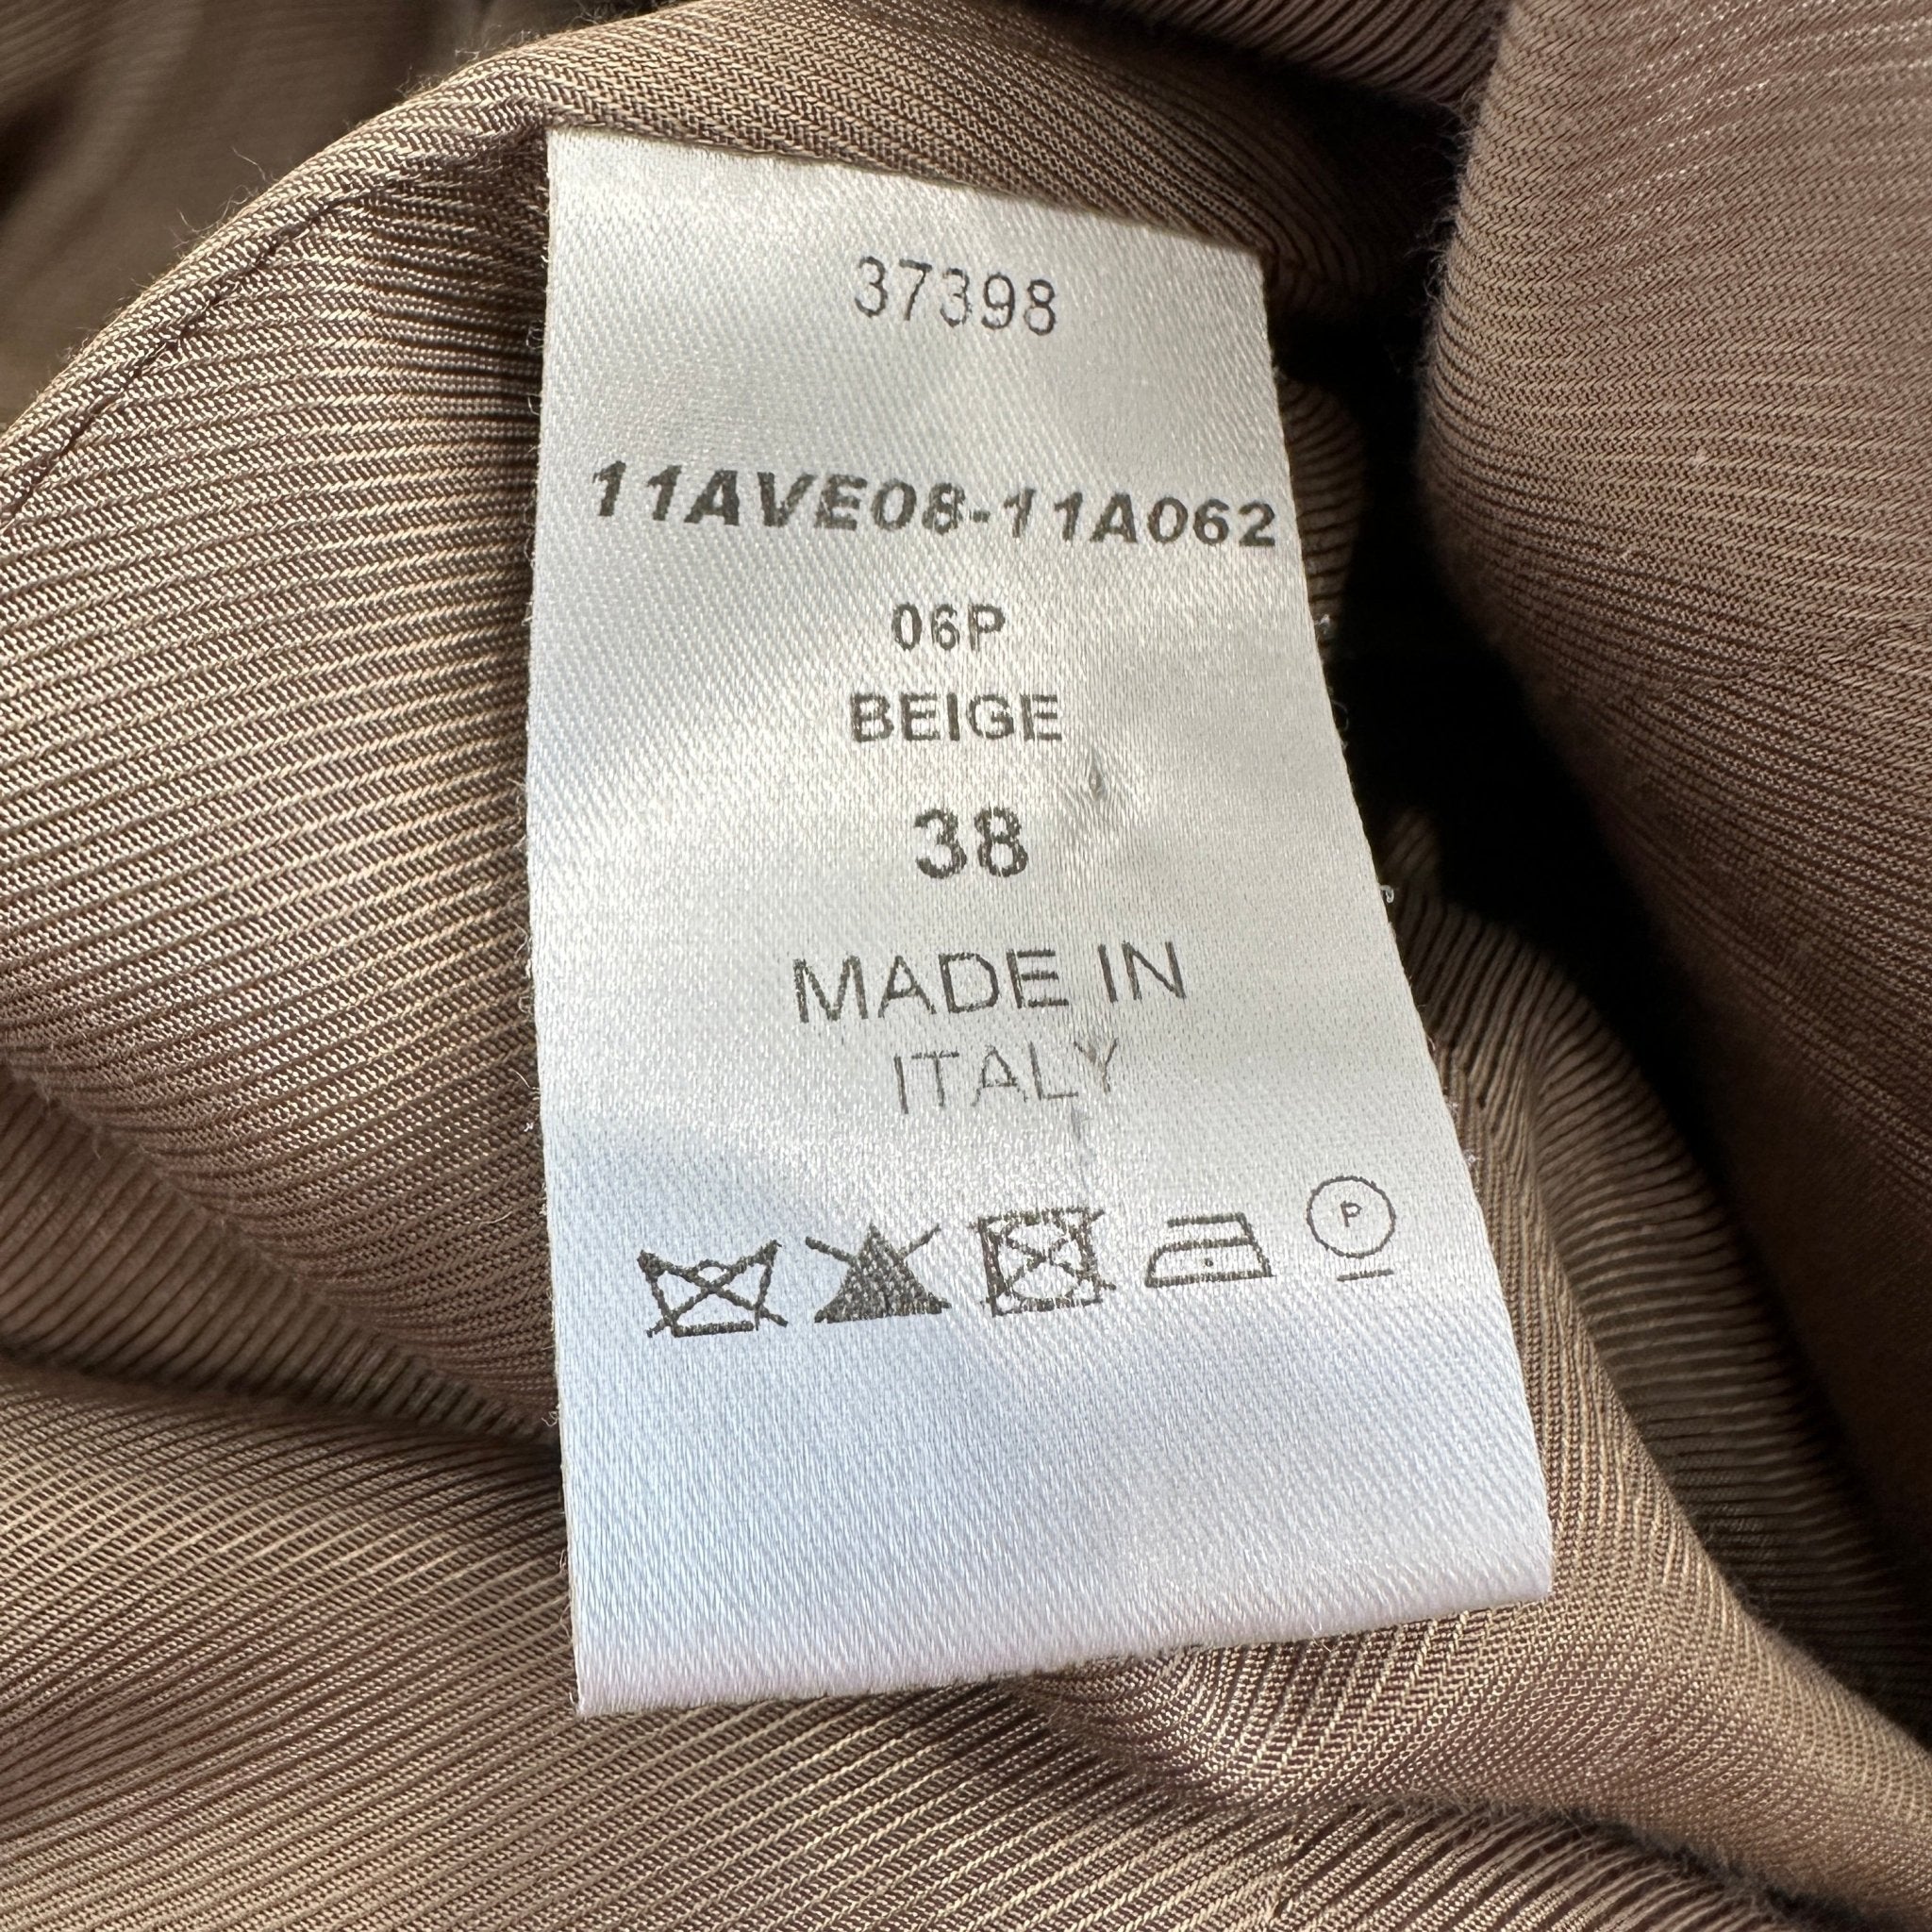 37398
11AVE08-11A062
06P
BEIGE
38
MADE IN
ITALY
P